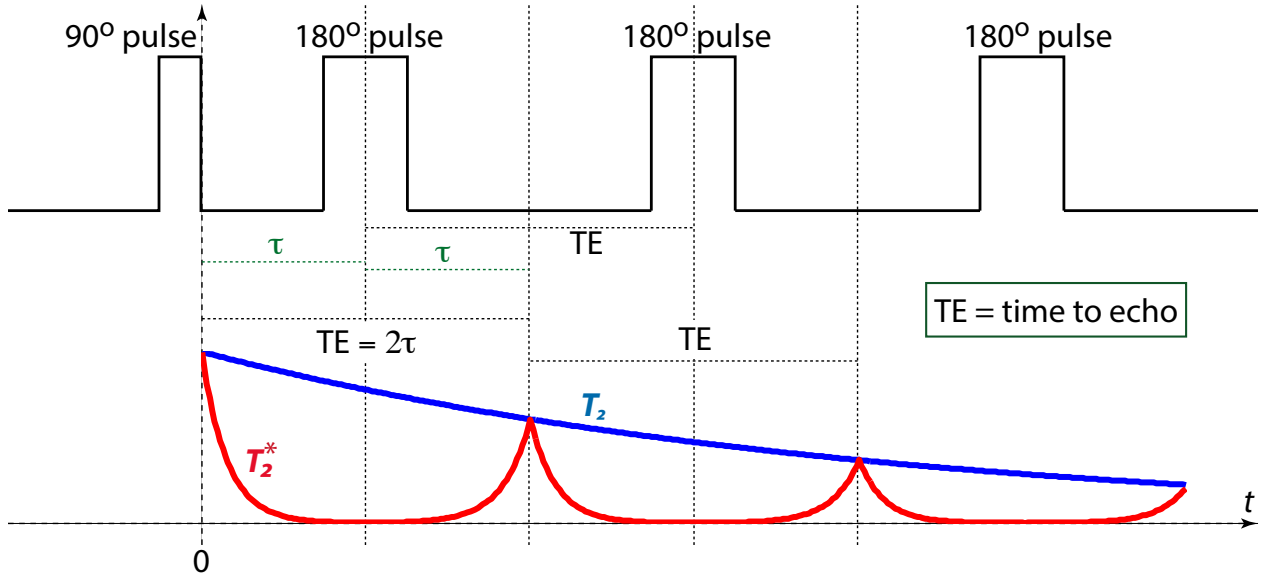 90° pulse
180° pulse
180° pulse
180° pulse
τ
τ
TE
TE = time to echo
TE = 2τ
TE
T₂
T₂*
t
0